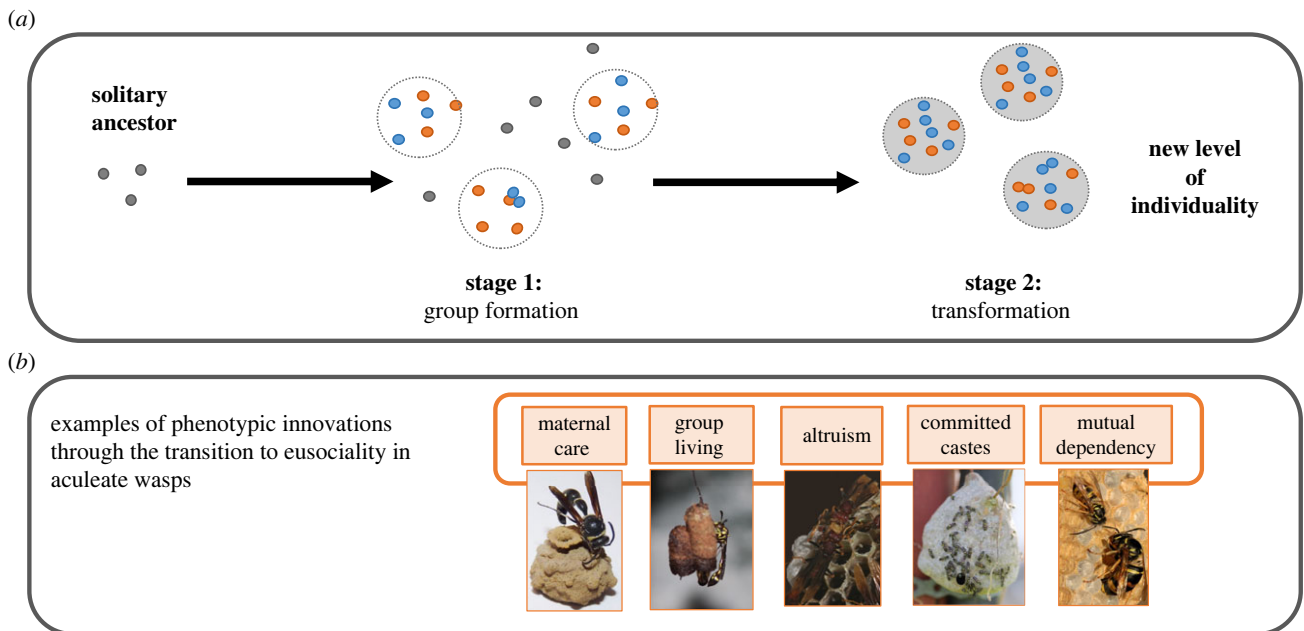 (a)
solitary
ancestor
new level
of
individuality
stage 1:
group formation
stage 2:
transformation
(b)
examples of phenotypic innovations
through the transition to eusociality in
aculeate wasps
maternal
care
group
living
altruism
committed
castes
mutual
dependency